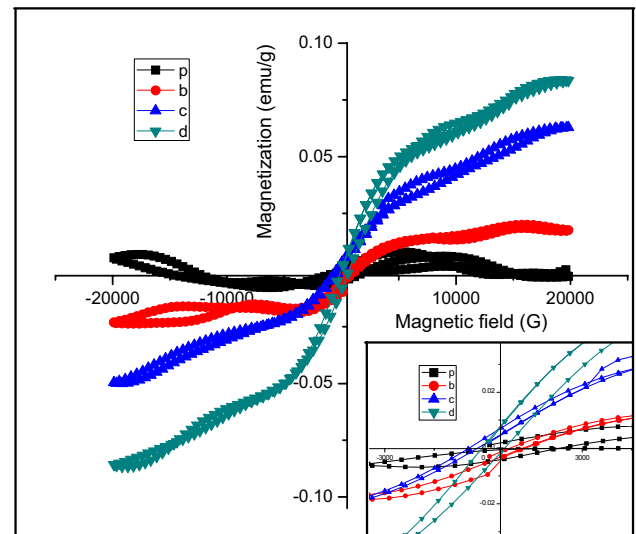 0.10
p
b
c
d
Magnetization (emu/g)
0.05
-20000
-10000
10000
20000
Magnetic field (G)
-0.05
-0.10
p
b
c
d
0.02
-3000
3000
-0.02